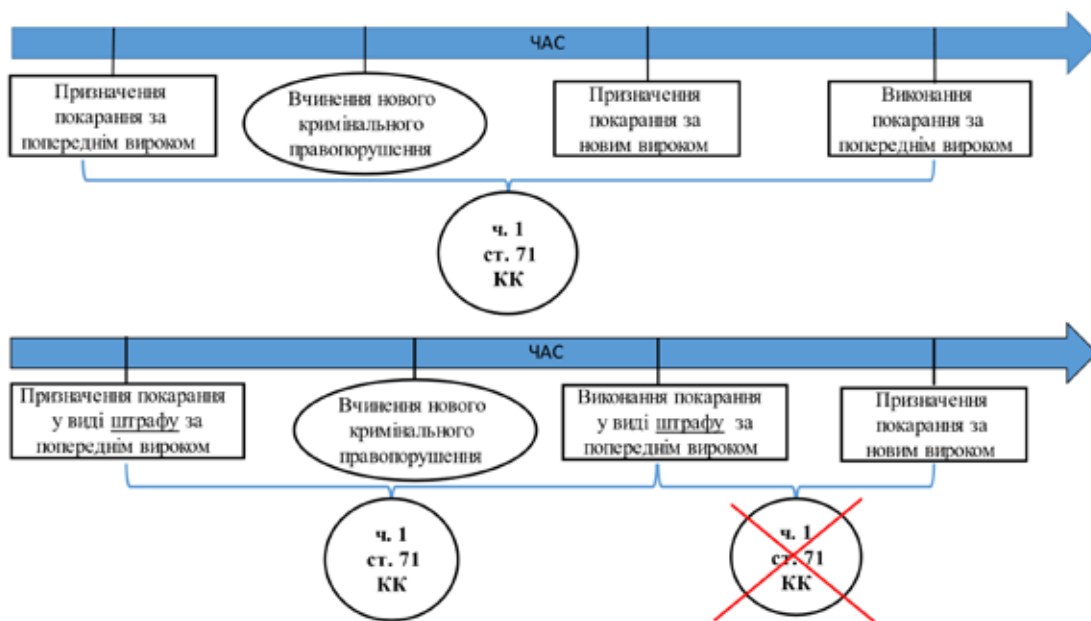 ЧАС
Призначення
покарання за
попереднім вироком
Вчинення нового
кримінального
правопорушення
Призначення
покарання за
новим вироком
Виконання
покарання за
попереднім вироком
ч. 1
ст. 71
КК
ЧАС
Призначення покарання
у виді штрафу за
попереднім вироком
Вчинення нового
кримінального
правопорушення
Виконання покарання
у виді штрафу за
попереднім вироком
Призначення
покарання за
новим вироком
ч. 1
ст. 71
КК
ч. 1
ст. 71
КК